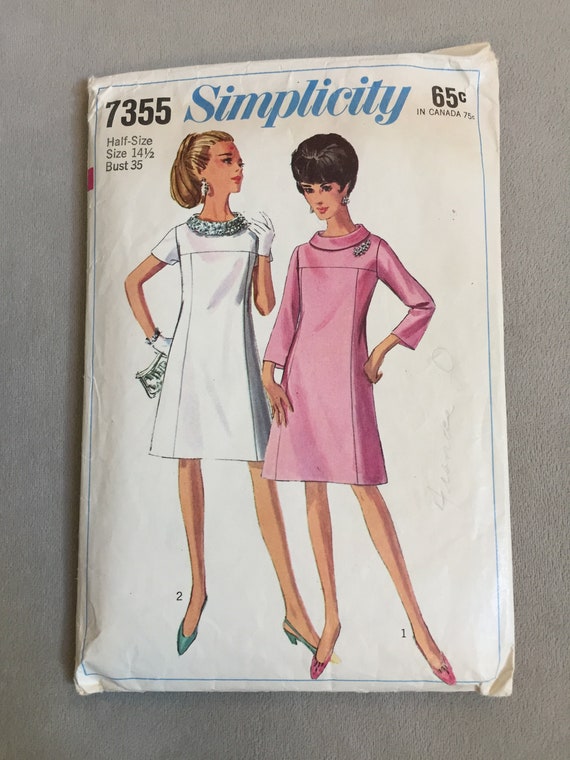 7355 Simplicity 65¢
IN CANADA 75¢
Half-Size
Size 14½
Bust 35
2
1